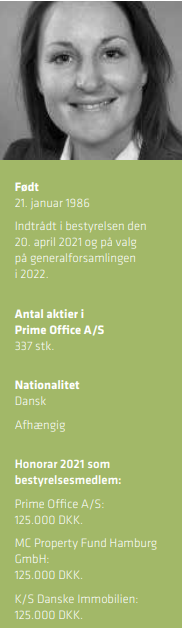 Født
21. januar 1986
Indtrådt i bestyrelsen den
20. april 2021 og på valg
på generalforsamlingen
i 2022.
Antal aktier i
Prime Office A/S
337 stk.
Nationalitet
Dansk
Afhængig
Honorar 2021 som
bestyrelsesmedlem:
Prime Office A/S:
125.000 DKK.
MC Property Fund Hamburg
GmbH:
125.000 DKK.
K/S Danske Immobilien:
125.000 DKK.